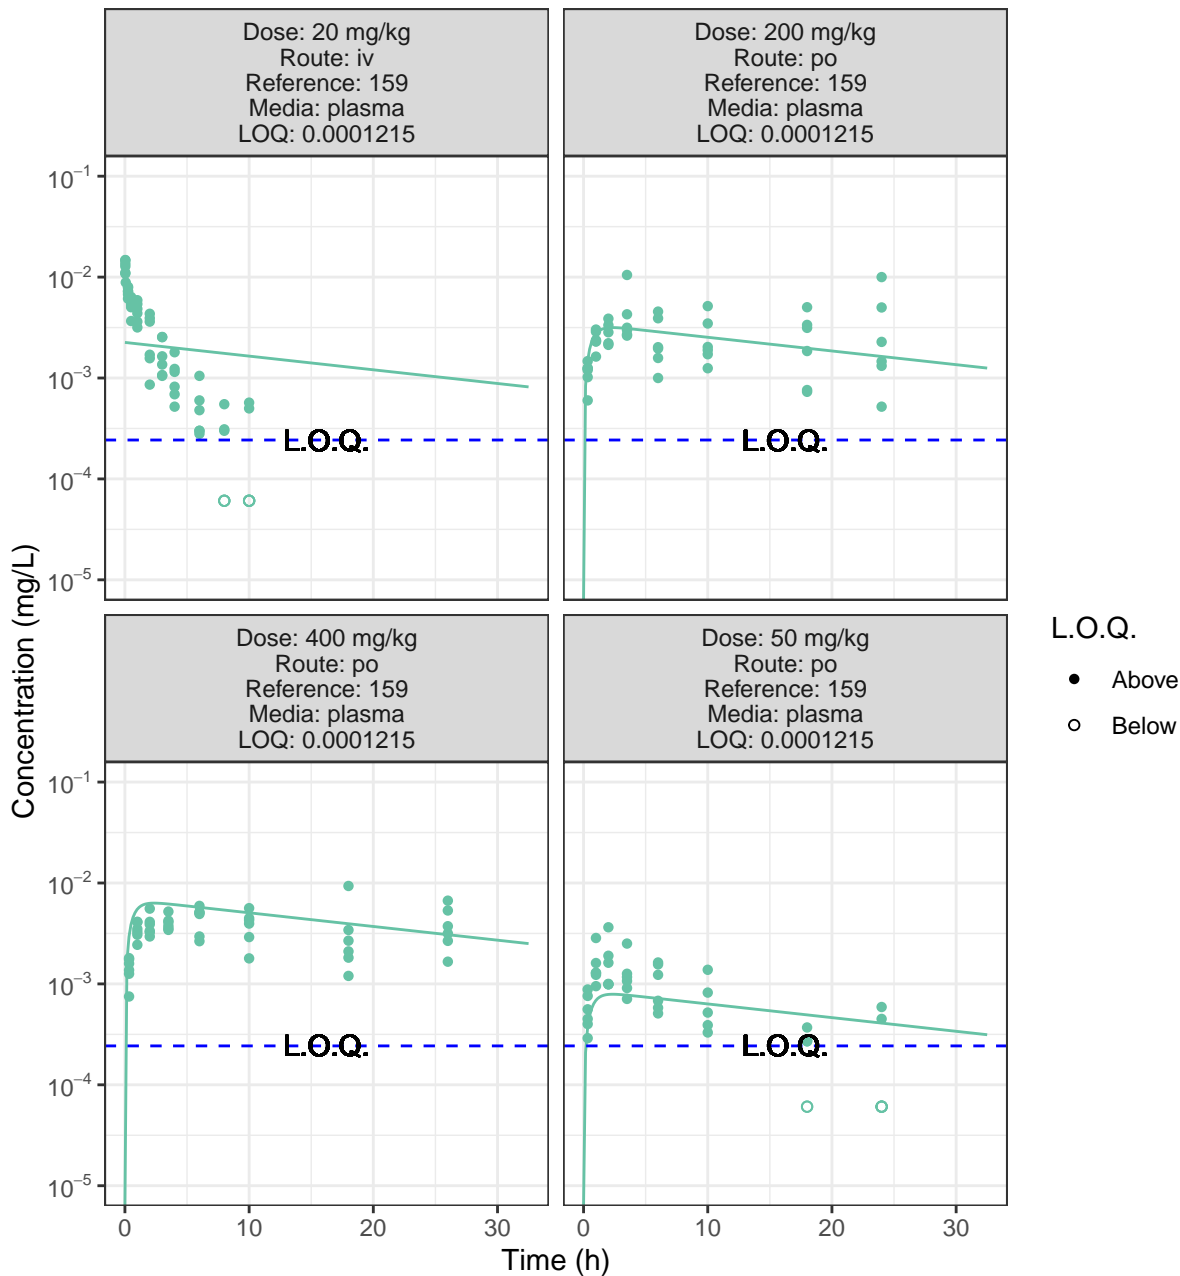 Dose: 20 mg/kg
Route: iv
Reference: 159
Media: plasma
LOQ: 0.0001215
Dose: 200 mg/kg
Route: po
Reference: 159
Media: plasma
LOQ: 0.0001215
10⁻¹
10⁻²
10⁻³
10⁻⁴
10⁻⁵
L.O.Q.
L.O.Q.
Dose: 400 mg/kg
Route: po
Reference: 159
Media: plasma
LOQ: 0.0001215
Dose: 50 mg/kg
Route: po
Reference: 159
Media: plasma
LOQ: 0.0001215
10⁻¹
10⁻²
10⁻³
10⁻⁴
10⁻⁵
L.O.Q.
L.O.Q.
0 10 20 30
0 10 20 30
Time (h)
Concentration (mg/L)
L.O.Q.
Above
Below